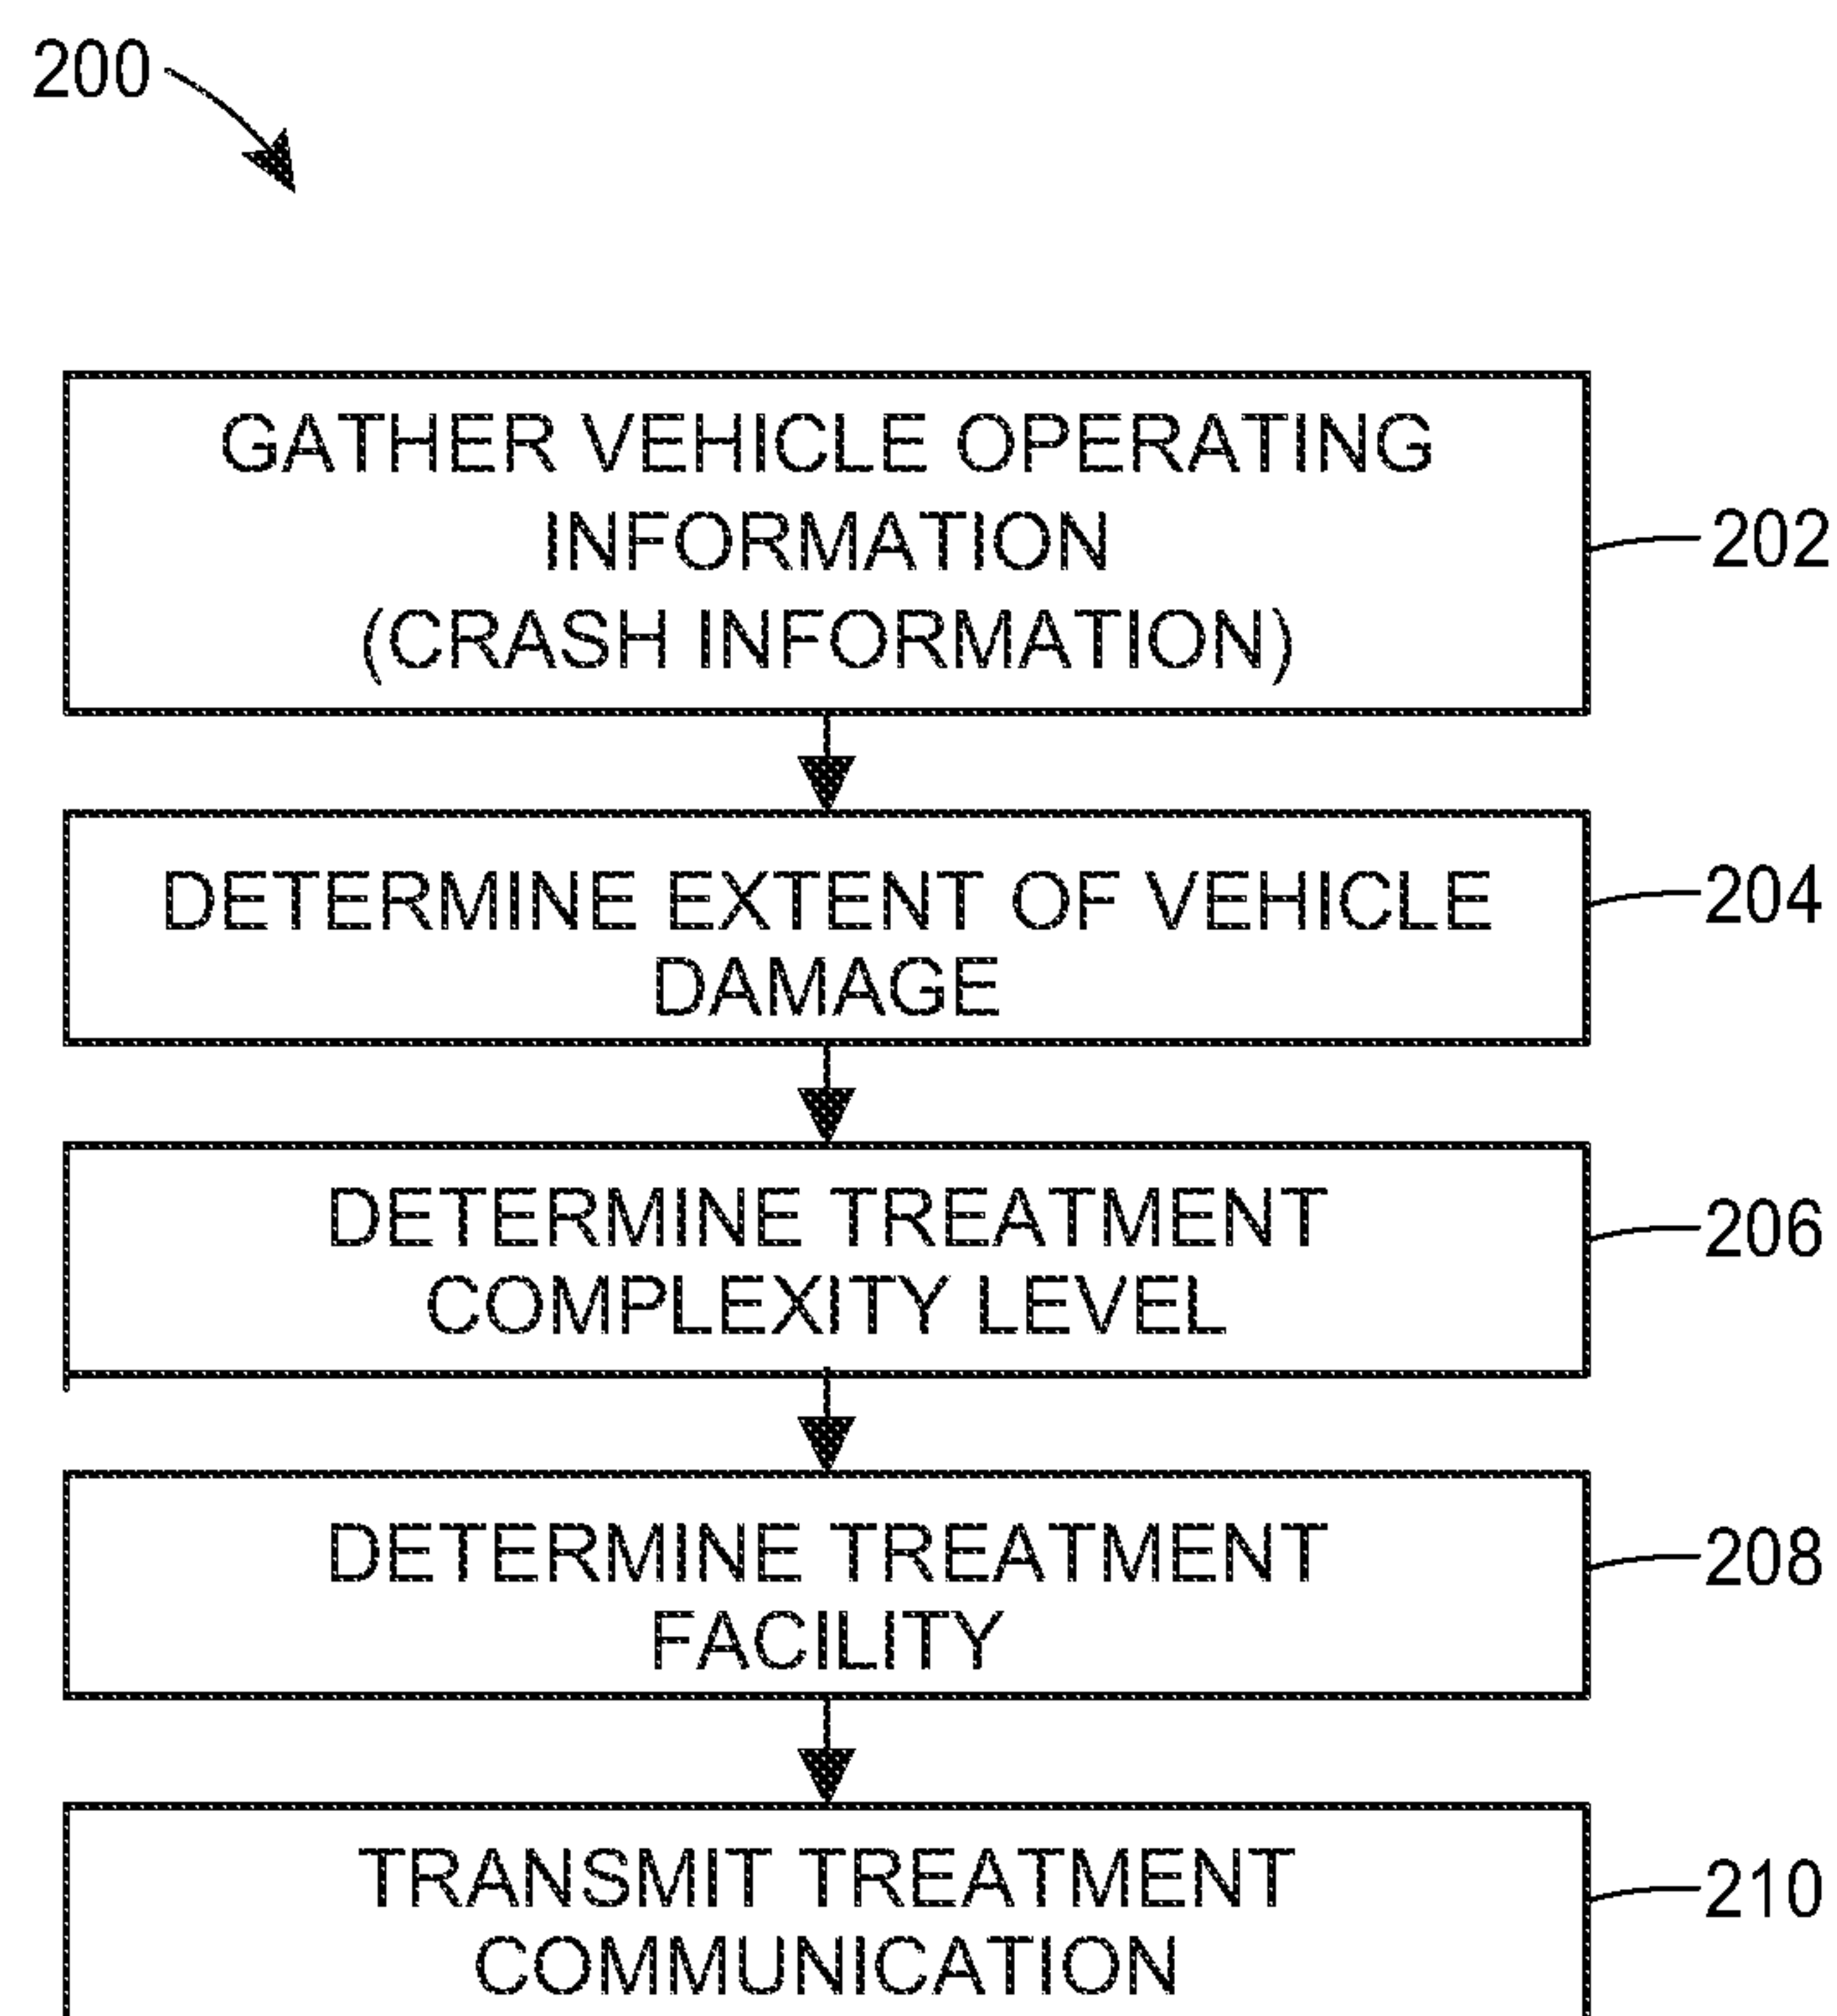 200
GATHER VEHICLE OPERATING
INFORMATION
(CRASH INFORMATION)
202
DETERMINE EXTENT OF VEHICLE
DAMAGE
204
DETERMINE TREATMENT
COMPLEXITY LEVEL
206
DETERMINE TREATMENT
FACILITY
208
TRANSMIT TREATMENT
COMMUNICATION
210